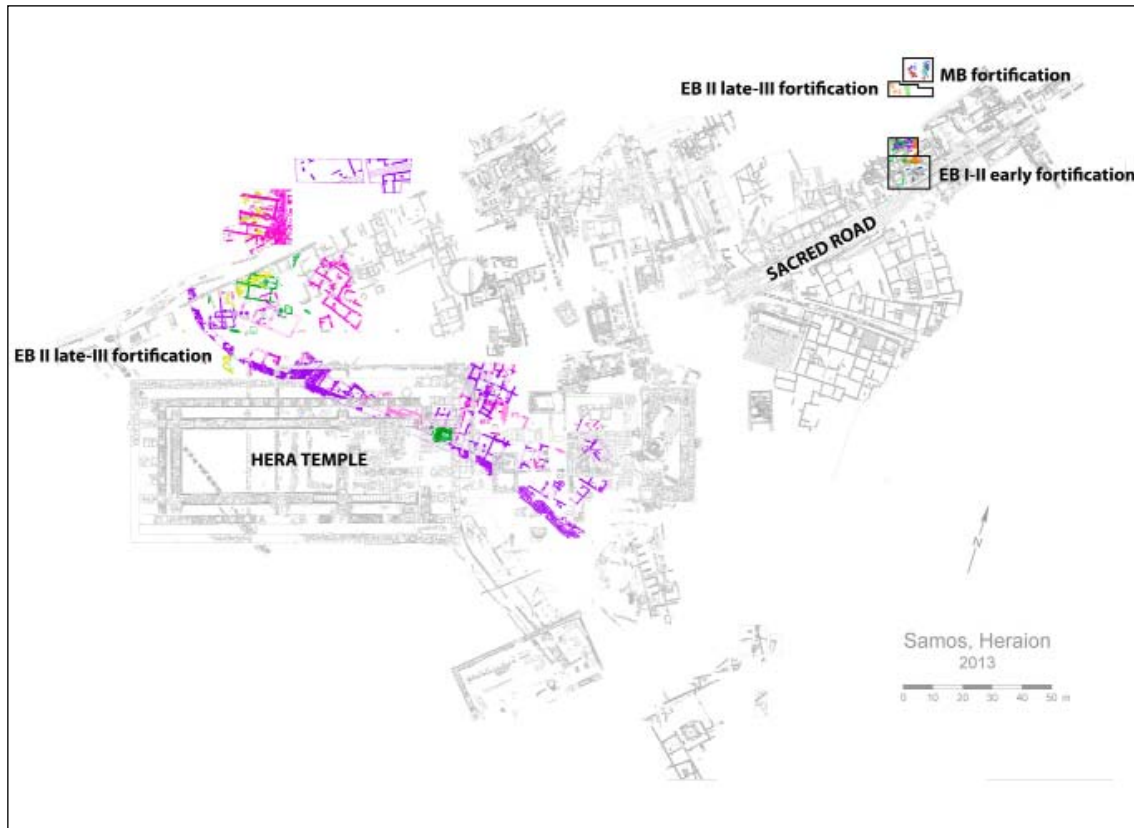 MB fortification
EB II late-III fortification
EB I-II early fortification
SACRED ROAD
EB II late-III fortification
HERA TEMPLE
N
Samos, Heraion
2013
0 10 20 30 40 50 m